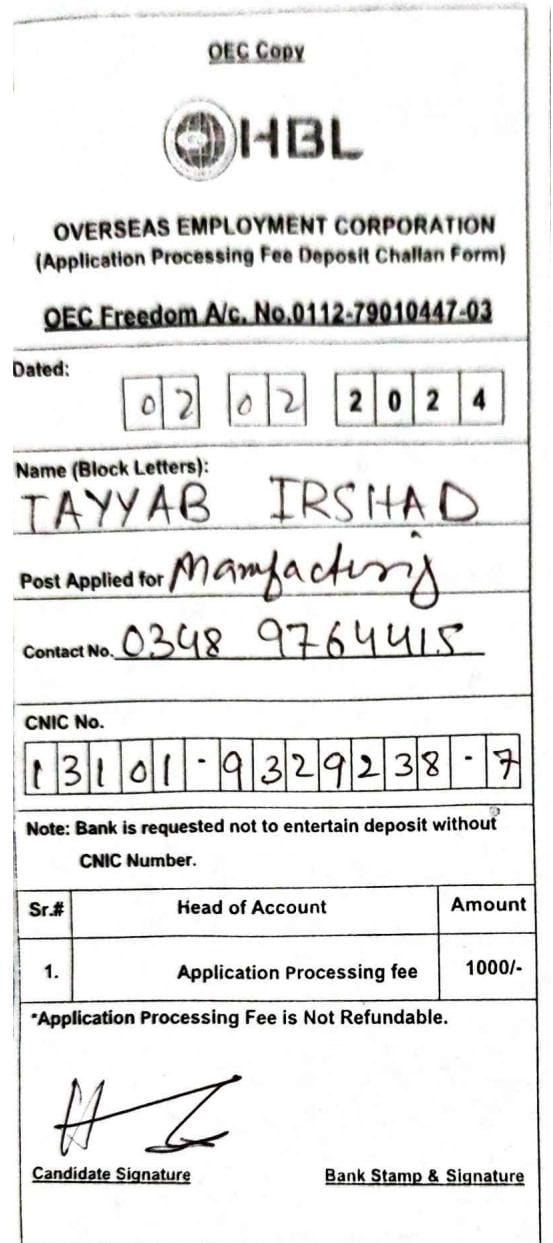 OEC Copy
HBL
OVERSEAS EMPLOYMENT CORPORATION
(Application Processing Fee Deposit Challan Form)
OEC Freedom A/c. No.0112-79010447-03
Dated:
02 02 2024
Name (Block Letters):
TAYYAB IRSHAD
Post Applied for Manfacturing
Contact No. 0348 9764415
CNIC No.
13101-9329238-7
Note: Bank is requested not to entertain deposit without
CNIC Number.
Sr.# Head of Account Amount
1. Application Processing fee 1000/-
*Application Processing Fee is Not Refundable.
Candidate Signature Bank Stamp & Signature